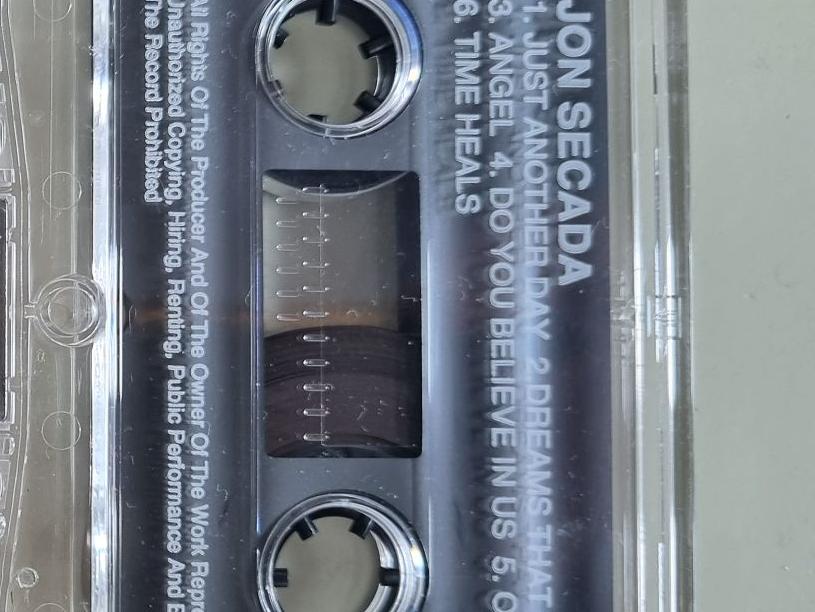 JON SECADA
1. JUST ANOTHER DAY 2 DREAMS THAT
3. ANGEL 4. DO YOU BELIEVE IN US 5.
6. TIME HEALS
All Rights Of The Producer And Of The Owner Of The Work
Unauthorized Copying, Hiring, Renting, Public Performance And
The Record Prohibited